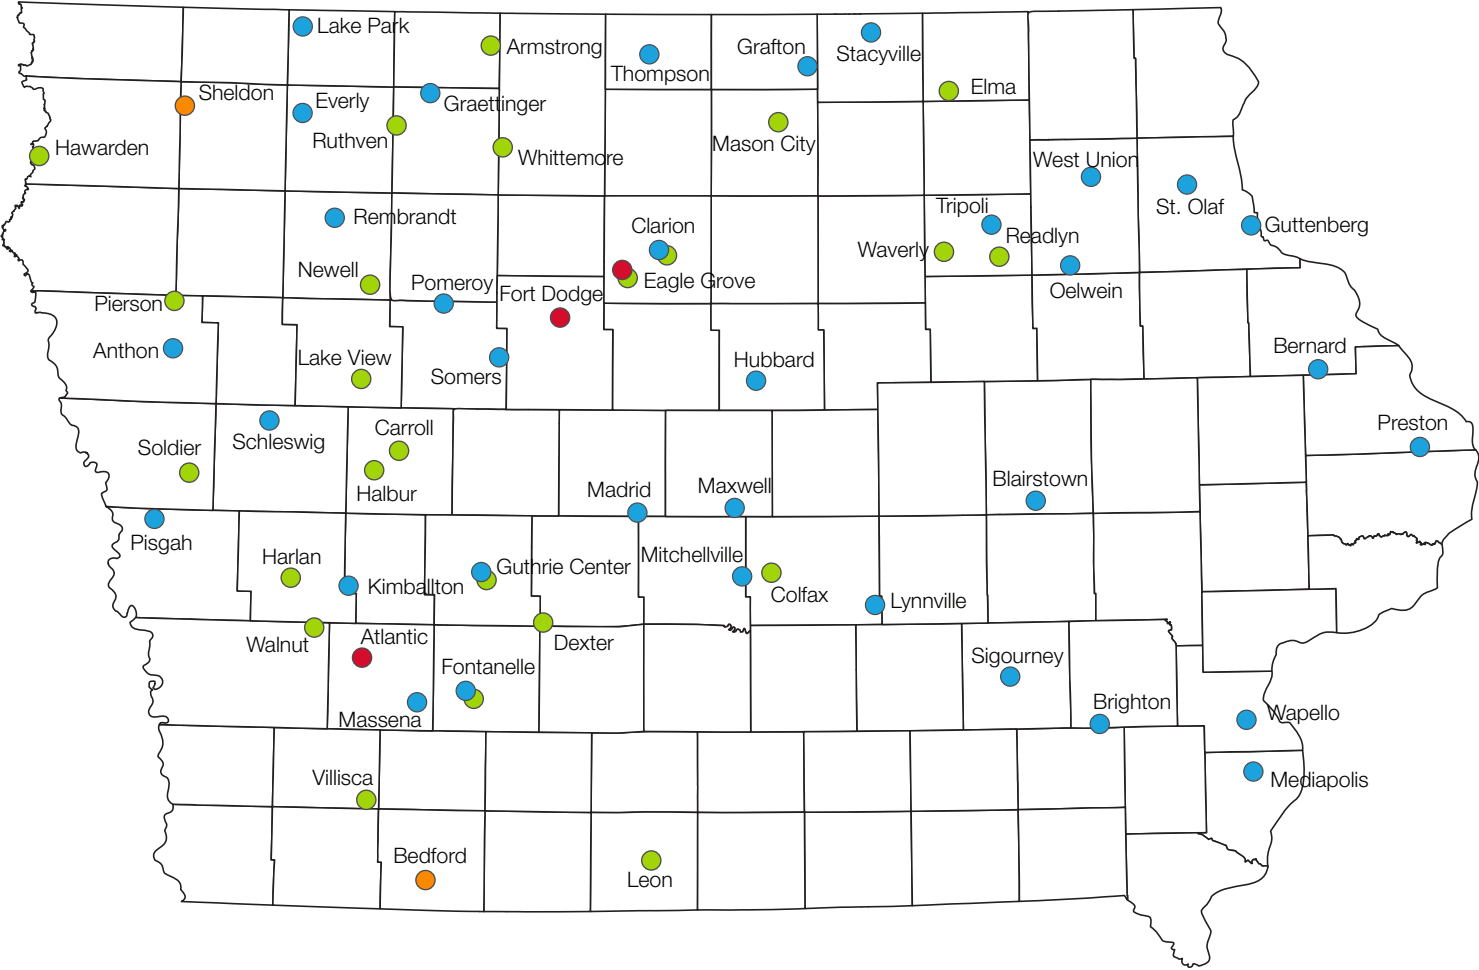 Lake Park
Armstrong
Thompson
Grafton
Stacyville
Elma
Sheldon
Everly
Graettinger
Ruthven
Whittemore
Mason City
Hawarden
West Union
St. Olaf
Guttenberg
Rembrandt
Clarion
Tripoli
Readlyn
Waverly
Newell
Pomeroy
Eagle Grove
Fort Dodge
Oelwein
Pierson
Anthon
Lake View
Somers
Hubbard
Bernard
Preston
Carroll
Schleswig
Soldier
Halbur
Madrid
Maxwell
Blairstown
Pisgah
Harlan
Kimballton
Guthrie Center
Mitchellville
Colfax
Lynnville
Walnut
Atlantic
Dexter
Fontanelle
Sigourney
Massena
Brighton
Wapello
Villisca
Mediapolis
Bedford
Leon